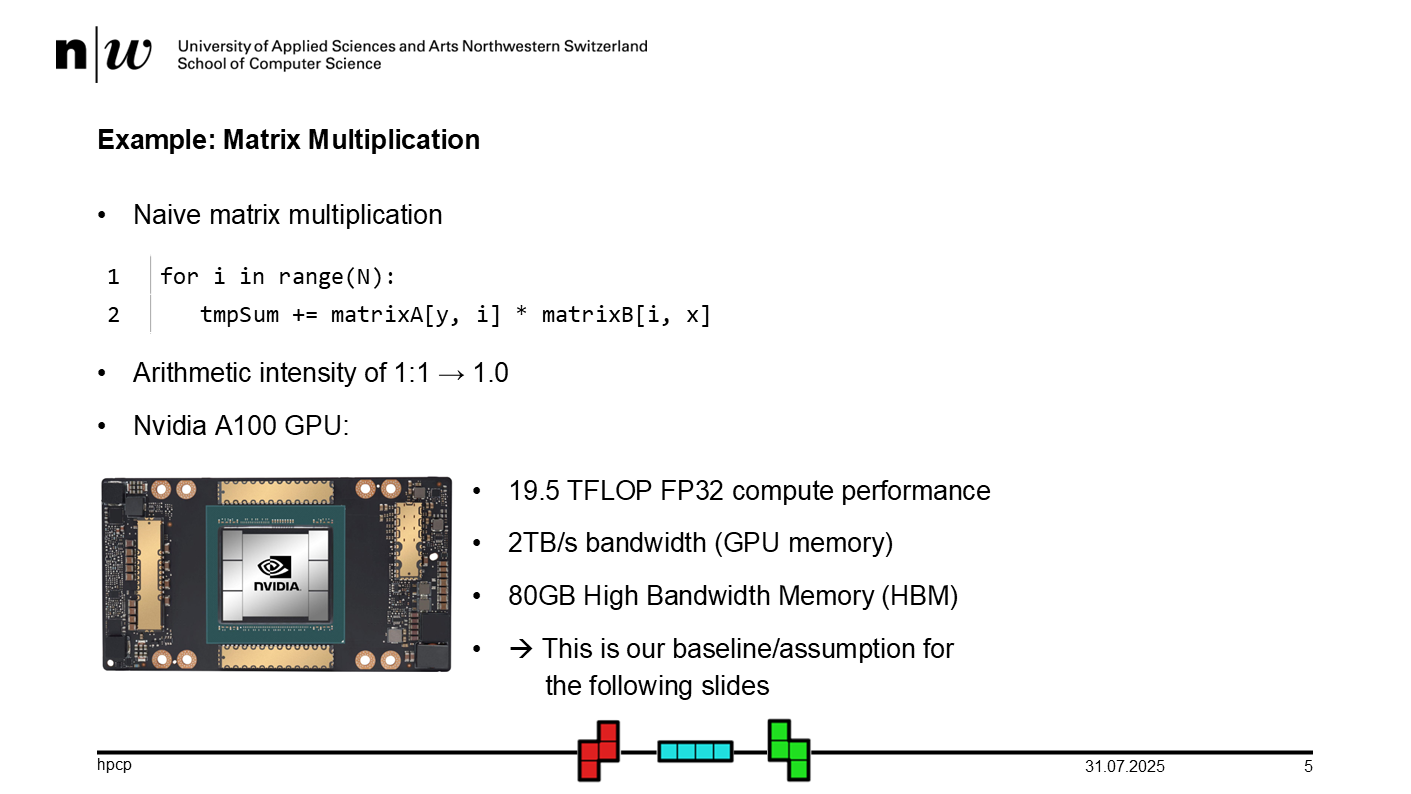 n|w University of Applied Sciences and Arts Northwestern Switzerland
School of Computer Science
Example: Matrix Multiplication
• Naive matrix multiplication
1 for i in range(N):
2 tmpSum += matrixA[y, i] * matrixB[i, x]
• Arithmetic intensity of 1:1 → 1.0
• Nvidia A100 GPU:
NVIDIA.
• 19.5 TFLOP FP32 compute performance
• 2TB/s bandwidth (GPU memory)
• 80GB High Bandwidth Memory (HBM)
• → This is our baseline/assumption for
the following slides
hpcp 31.07.2025 5